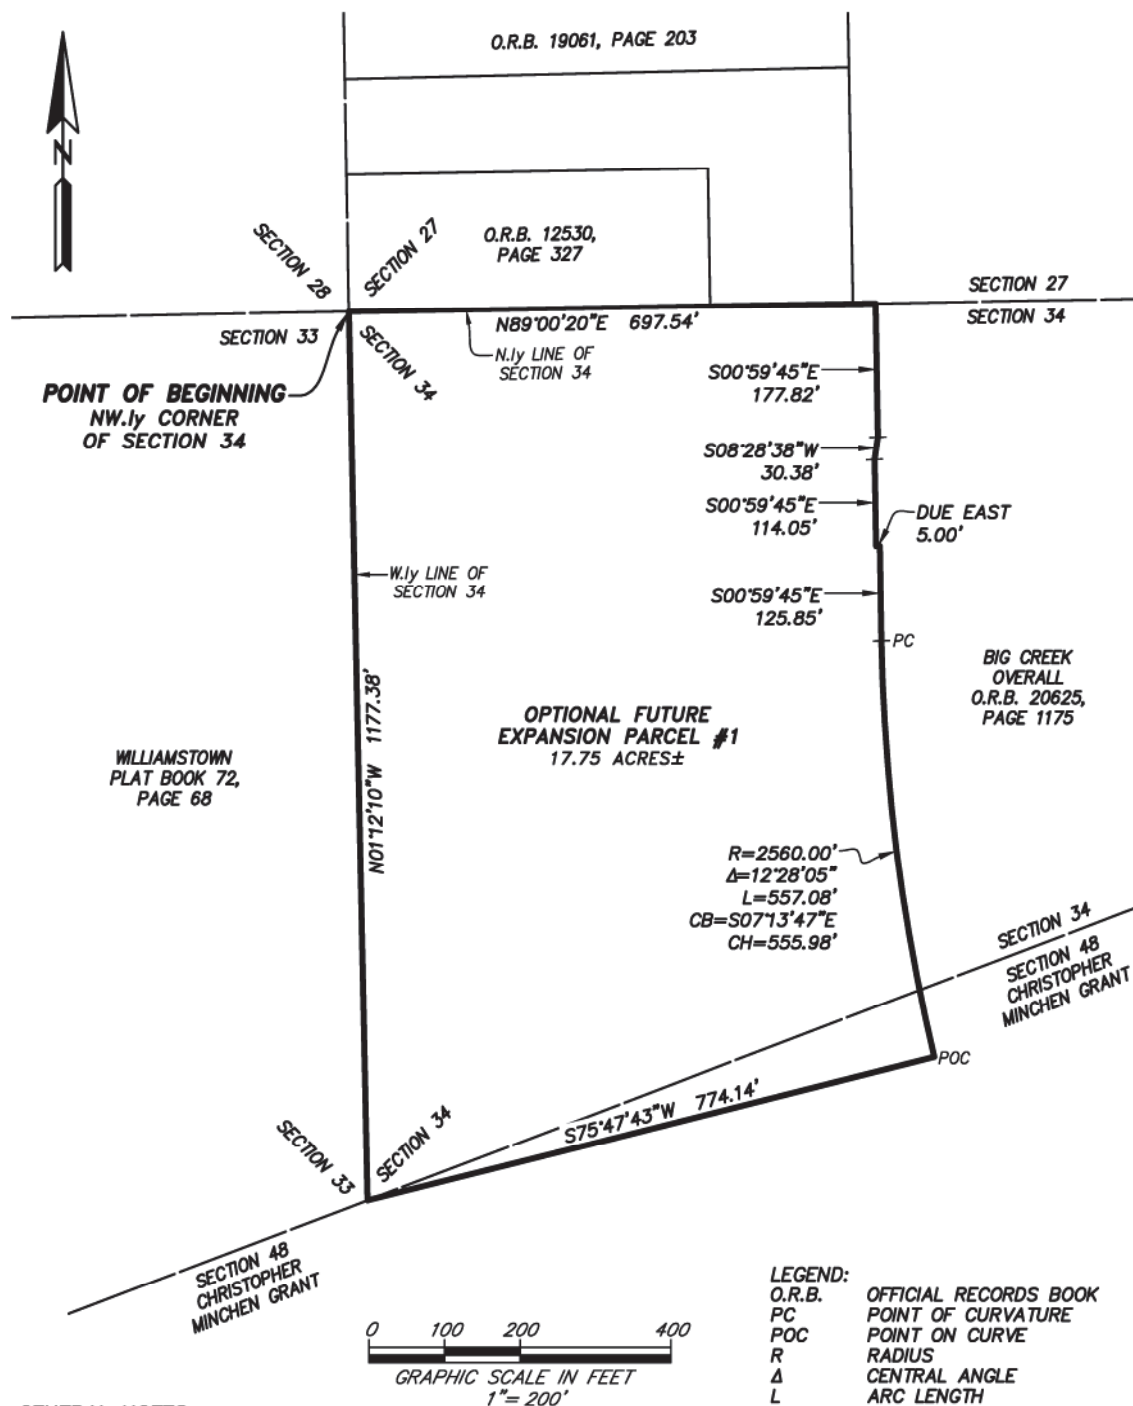 O.R.B. 19061, PAGE 203
N
O.R.B. 12530,
PAGE 327
SECTION 28
SECTION 27
SECTION 27
SECTION 34
SECTION 33
SECTION 34
N89°00'20"E 697.54'
N.ly LINE OF
SECTION 34
POINT OF BEGINNING
NW.ly CORNER
OF SECTION 34
S00°59'45"E
177.82'
S08°28'38"W
30.38'
S00°59'45"E
114.05'
DUE EAST
5.00'
W.ly LINE OF
SECTION 34
S00°59'45"E
125.85'
PC
BIG CREEK
OVERALL
O.R.B. 20625,
PAGE 1175
N01°12'10"W 1177.38'
OPTIONAL FUTURE
EXPANSION PARCEL #1
17.75 ACRES±
WILLIAMSTOWN
PLAT BOOK 72,
PAGE 68
R=2560.00'
Δ=12°28'05"
L=557.08'
CB=S07°13'47"E
CH=555.98'
SECTION 34
SECTION 48
CHRISTOPHER
MINCHEN GRANT
POC
S75°47'43"W 774.14'
SECTION 33
SECTION 34
SECTION 48
CHRISTOPHER
MINCHEN GRANT
0 100 200 400
GRAPHIC SCALE IN FEET
1"= 200'
LEGEND:
O.R.B. OFFICIAL RECORDS BOOK
PC POINT OF CURVATURE
POC POINT ON CURVE
R RADIUS
Δ CENTRAL ANGLE
L ARC LENGTH